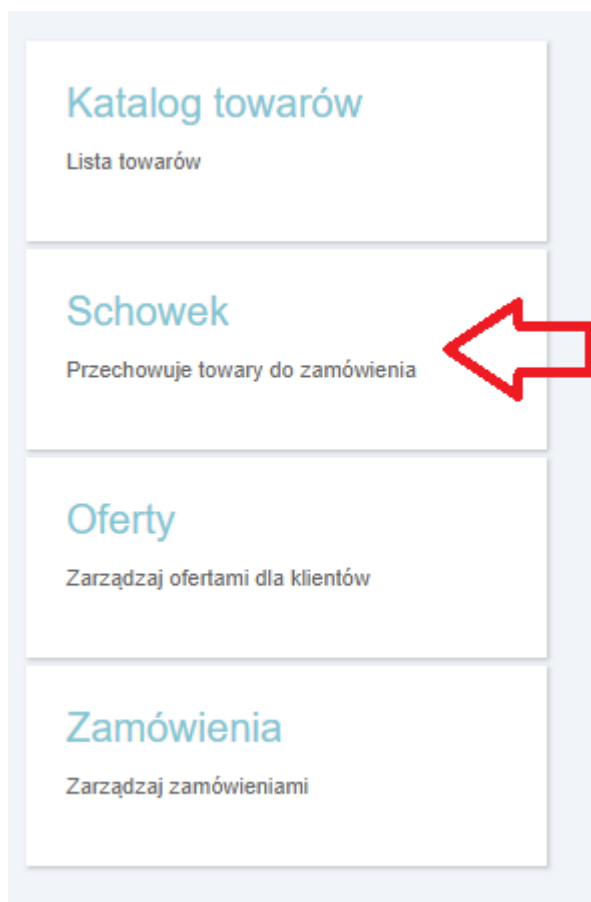 Katalog towarów
Lista towarów
Schowek
Przechowuje towary do zamówienia
Oferty
Zarządzaj ofertami dla klientów
Zamówienia
Zarządzaj zamówieniami